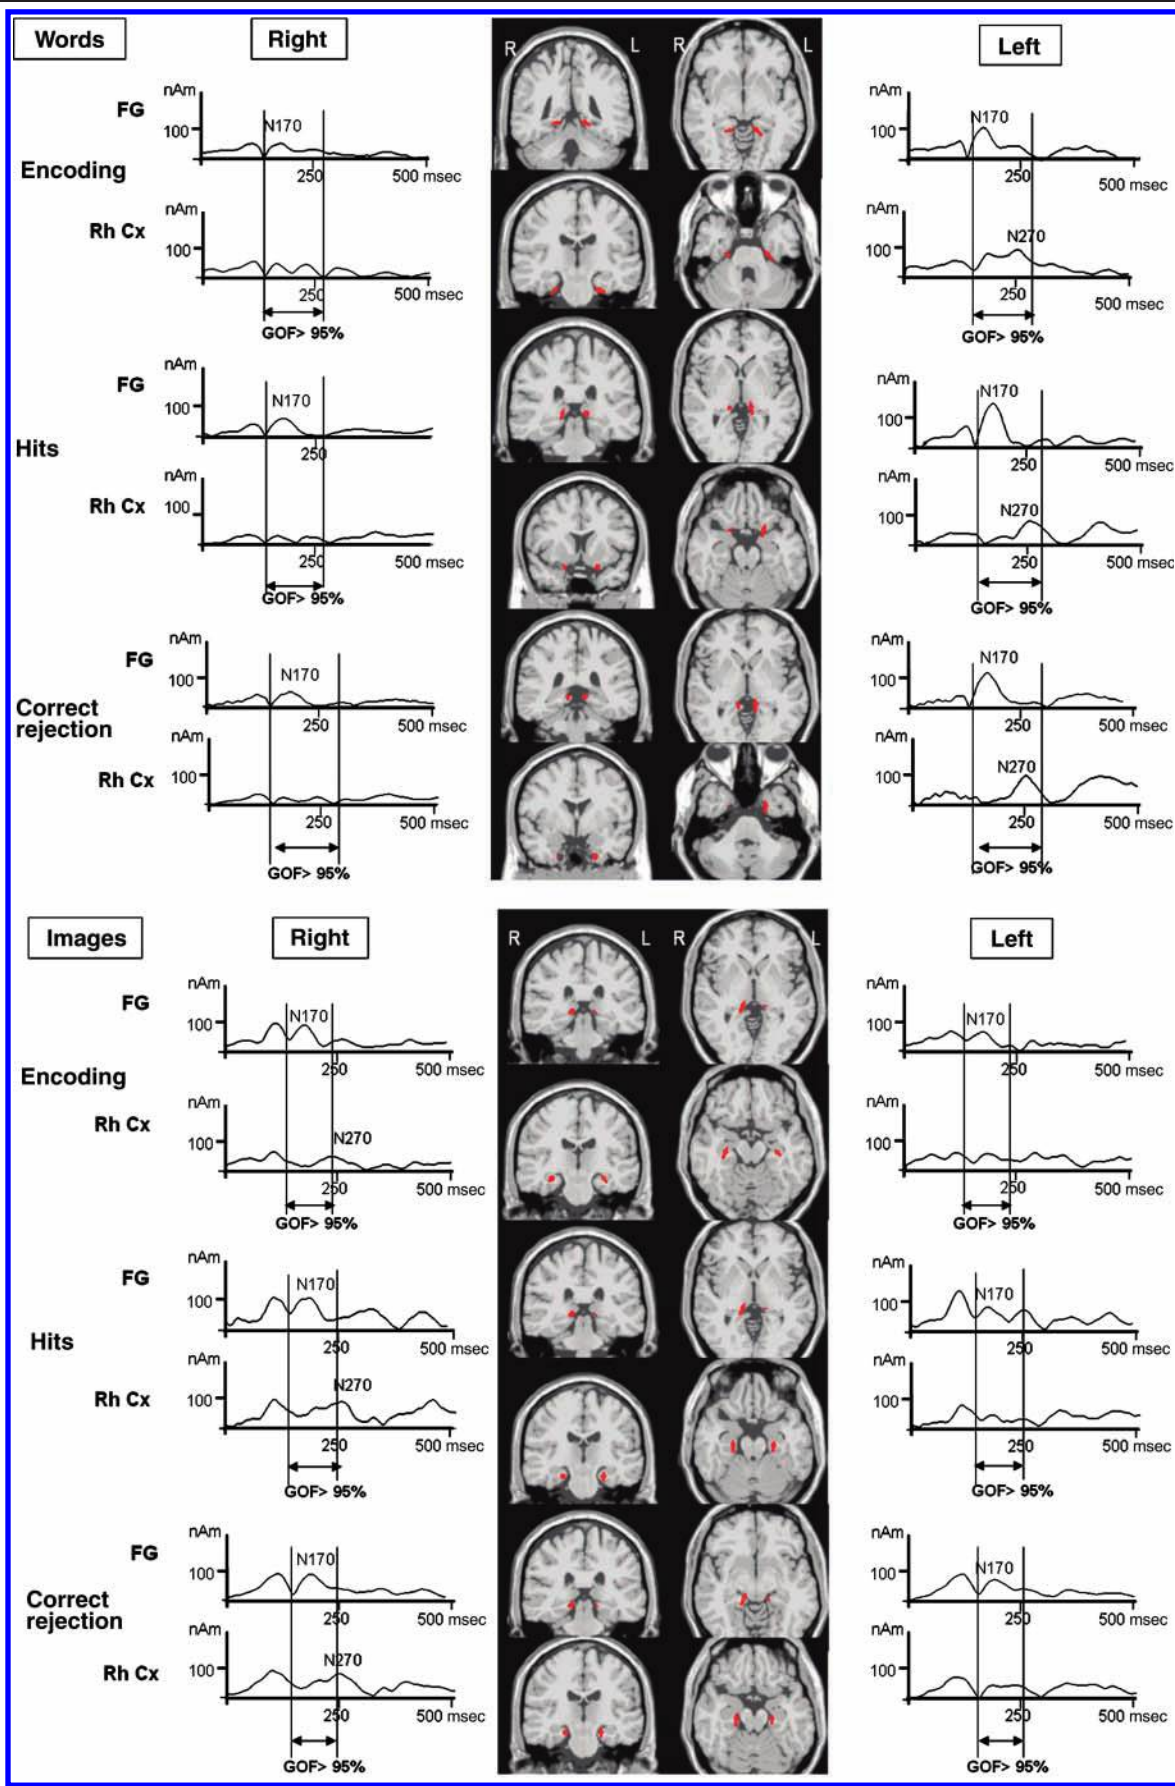 Words Right R L R L Left
nAm nAm
FG N170 100 N170 100
Encoding 250 500 msec 250 500 msec
nAm nAm
Rh Cx 100 N270 100
250 500 msec 250 500 msec
GOF> 95% GOF> 95%
nAm nAm
FG N170 100 N170 100
Hits 250 250 500 msec
nAm nAm
Rh Cx 100 N270 100
250 500 msec 250 500 msec
GOF> 95% GOF> 95%
nAm nAm
FG N170 100 N170 100
Correct 250 500 msec 250 500 msec
rejection
nAm nAm
Rh Cx 100 N270 100
250 500 msec 250 500 msec
GOF> 95% GOF> 95%
Images Right R L R L Left
nAm nAm
FG N170 100 N170 100
Encoding 250 500 msec 250 500 msec
nAm nAm
Rh Cx 100 N270 100
250 500 msec 250 500 msec
GOF> 95% GOF> 95%
nAm nAm
FG N170 100 N170 100
Hits 250 500 msec 250 500 msec
nAm nAm
Rh Cx 100 N270 100
250 500 msec 250 500 msec
GOF> 95% GOF> 95%
nAm nAm
FG N170 100 N170 100
Correct 250 500 msec 250 500 msec
rejection
nAm nAm
Rh Cx 100 N270 100
250 500 msec 250 500 msec
GOF> 95% GOF> 95%